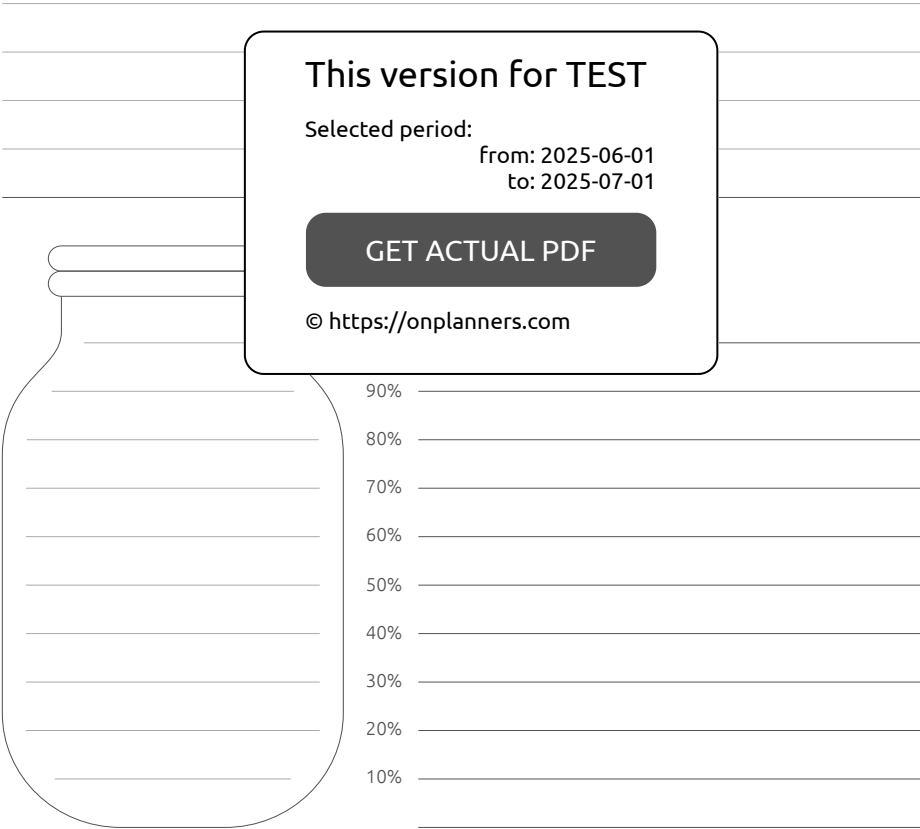 This version for TEST
Selected period:
from: 2025-06-01
to: 2025-07-01
GET ACTUAL PDF
© https://onplanners.com
90%
80%
70%
60%
50%
40%
30%
20%
10%